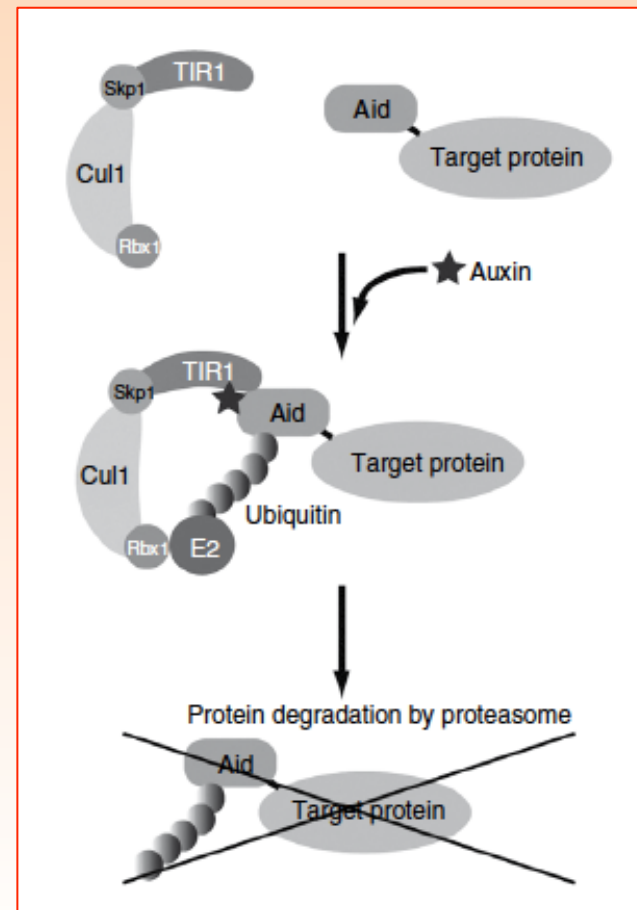 TIR1
Skp1
Aid
Target protein
Cul1
Rbx1
Auxin
TIR1
Skp1
Aid
Target protein
Cul1
Ubiquitin
Rbx1
E2
Protein degradation by proteasome
Aid
Target protein